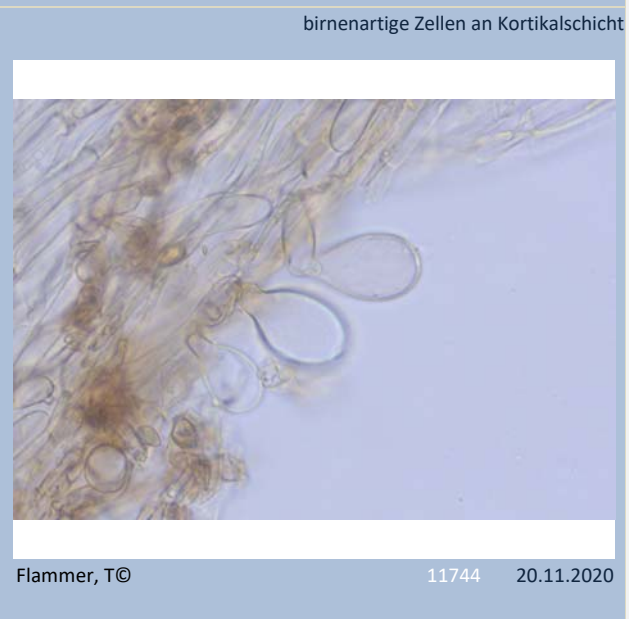 birnenartige Zellen an Kortikalschicht
Flammer, T©
11744
20.11.2020